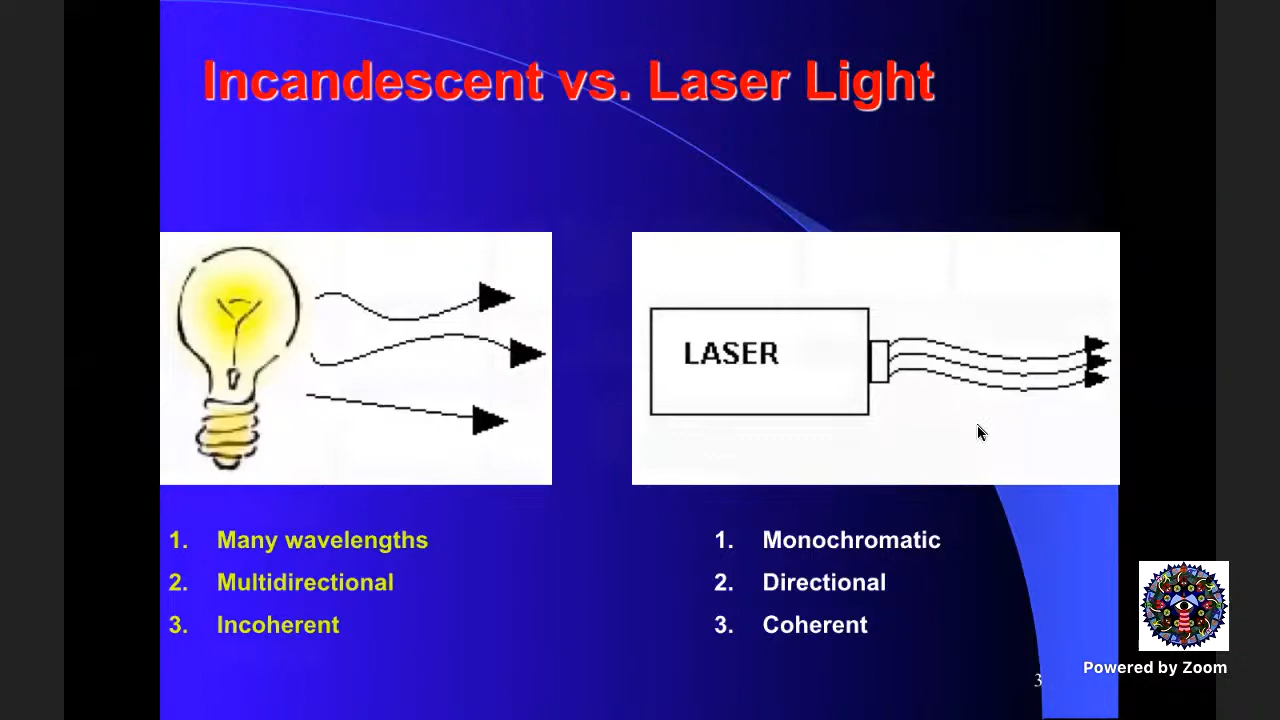 Incandescent vs. Laser Light
LASER
1. Many wavelengths
2. Multidirectional
3. Incoherent
1. Monochromatic
2. Directional
3. Coherent
3
Powered by Zoom